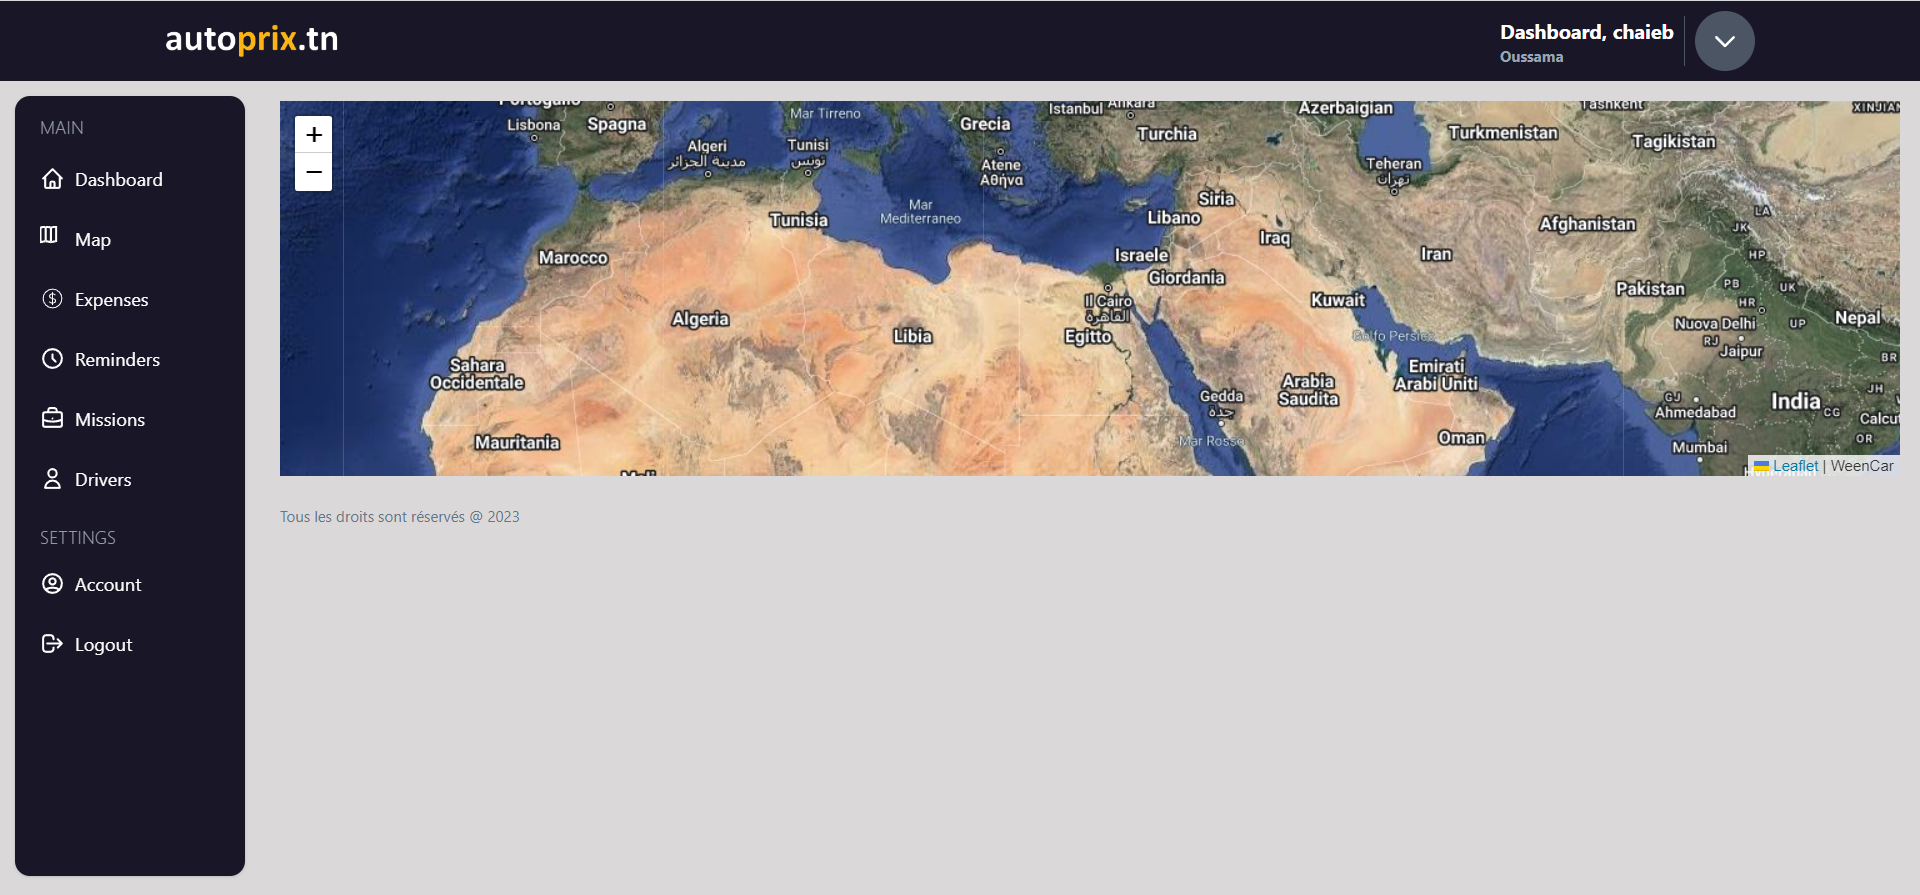 autoprix.tn
Dashboard, chaieb
Oussama
MAIN
Dashboard
Map
Expenses
Reminders
Missions
Drivers
SETTINGS
Account
Logout
+
−
Portogallo
Lisbona
Spagna
Mar Tirreno
Algeri
مدينة الجزائر
Tunisi
تونس
Grecia
Atene
Αθήνα
Istanbul
Ankara
Turchia
Azerbaigian
Tashkent
XINJIAN
Turkmenistan
Tagikistan
Teheran
تهران
Siria
Libano
Mar
Mediterraneo
Tunisia
Marocco
Israele
Giordania
Iraq
Iran
Afghanistan
LA
JK
HP
Pakistan
PB
UK
HR
Nuova Delhi
UP
Nepal
RJ
Jaipur
BR
Kuwait
Il Cairo
القاهرة
Algeria
Libia
Egitto
Golfo Persico
Sahara
Occidentale
Emirati
Arabi Uniti
Arabia
Saudita
Gedda
جدة
GJ
Ahmedabad
India
CG
JH
Calcut
OR
Mauritania
Mar Rosso
Oman
Mumbai
Mali
Leaflet | WeenCar
Tous les droits sont réservés @ 2023